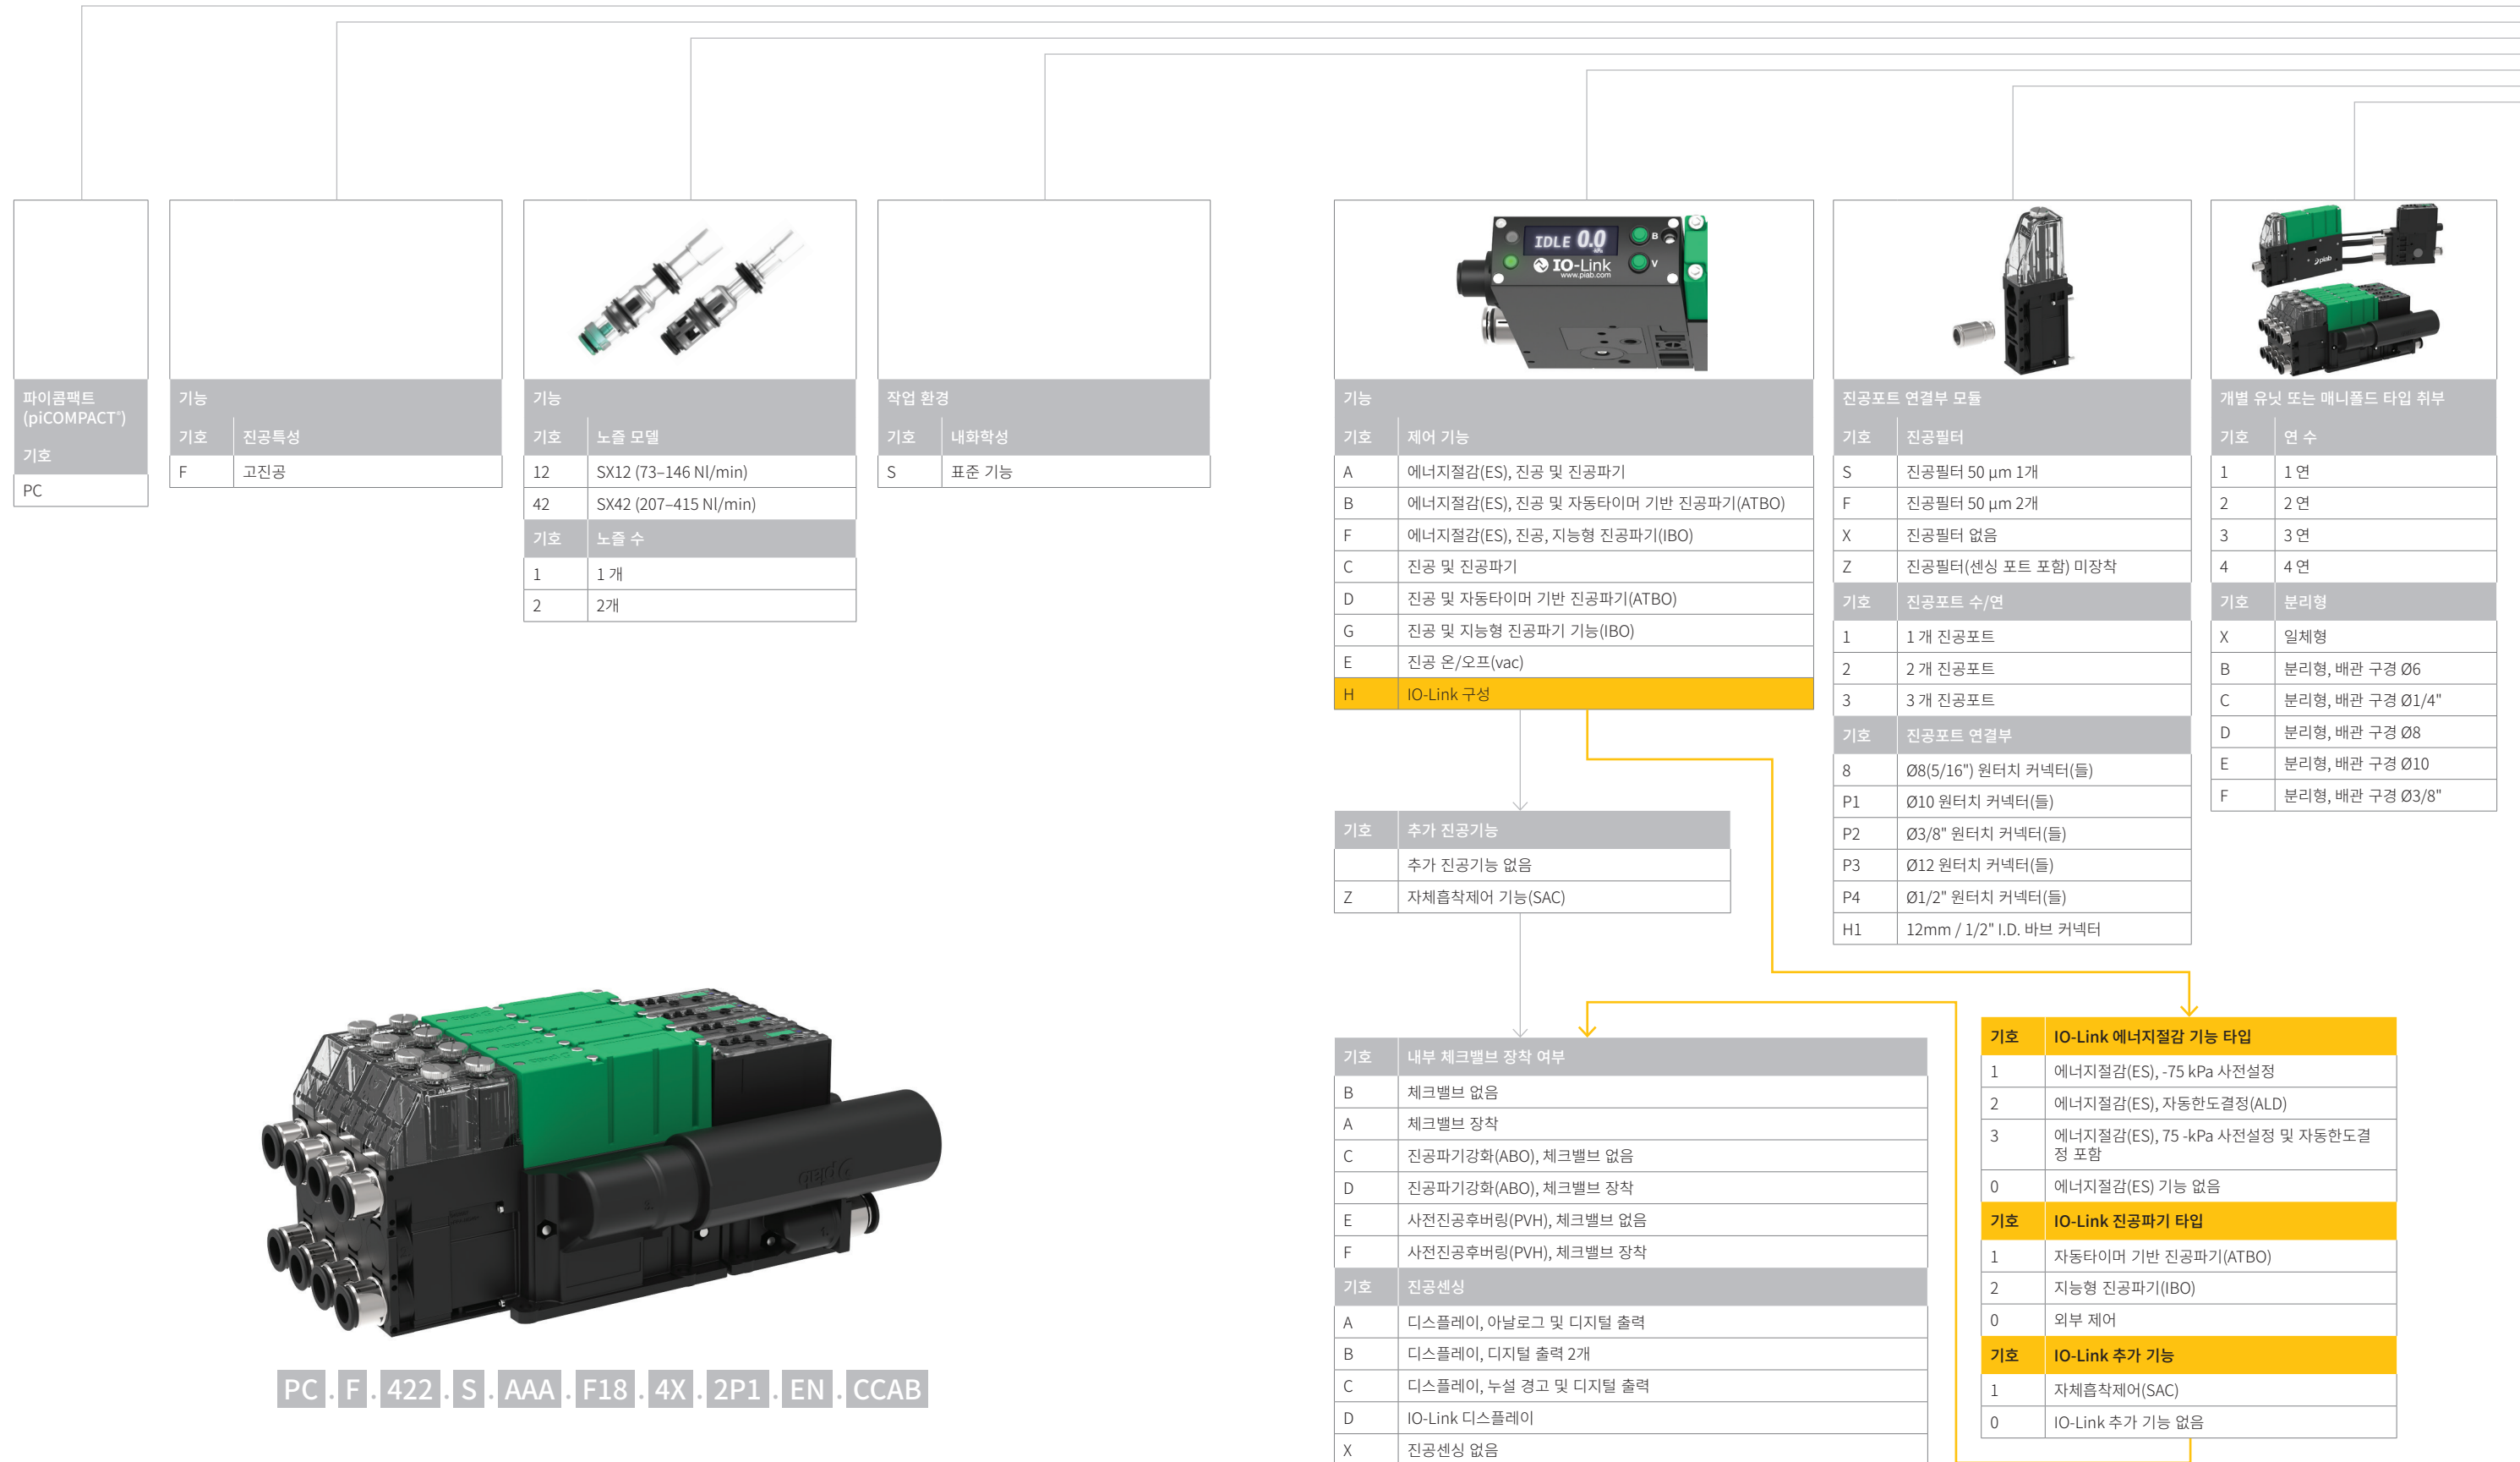 파이콤팩트
(piCOMPACT®)
기호
PC
기능
기호 진공특성
F 고진공
기능
기호 노즐 모델
12 SX12 (73–146 Nl/min)
42 SX42 (207–415 Nl/min)
기호 노즐 수
1 1 개
2 2개
작업 환경
기호 내화학성
S 표준 기능
IDLE 0.0
kPa
B
IO-Link
www.piab.com
V
기능
기호 제어 기능
A 에너지절감(ES), 진공 및 진공파기
B 에너지절감(ES), 진공 및 자동타이머 기반 진공파기(ATBO)
F 에너지절감(ES), 진공, 지능형 진공파기(IBO)
C 진공 및 진공파기
D 진공 및 자동타이머 기반 진공파기(ATBO)
G 진공 및 지능형 진공파기 기능(IBO)
E 진공 온/오프(vac)
H IO-Link 구성
기호 추가 진공기능
추가 진공기능 없음
Z 자체흡착제어 기능(SAC)
기호 내부 체크밸브 장착 여부
B 체크밸브 없음
A 체크밸브 장착
C 진공파기강화(ABO), 체크밸브 없음
D 진공파기강화(ABO), 체크밸브 장착
E 사전진공후버링(PVH), 체크밸브 없음
F 사전진공후버링(PVH), 체크밸브 장착
기호 진공센싱
A 디스플레이, 아날로그 및 디지털 출력
B 디스플레이, 디지털 출력 2개
C 디스플레이, 누설 경고 및 디지털 출력
D IO-Link 디스플레이
X 진공센싱 없음
진공포트 연결부 모듈
기호 진공필터
S 진공필터 50 µm 1개
F 진공필터 50 µm 2개
X 진공필터 없음
Z 진공필터(센싱 포트 포함) 미장착
기호 진공포트 수/연
1 1 개 진공포트
2 2 개 진공포트
3 3 개 진공포트
기호 진공포트 연결부
8 Ø8(5/16") 원터치 커넥터(들)
P1 Ø10 원터치 커넥터(들)
P2 Ø3/8" 원터치 커넥터(들)
P3 Ø12 원터치 커넥터(들)
P4 Ø1/2" 원터치 커넥터(들)
H1 12mm / 1/2" I.D. 바브 커넥터
piab
개별 유닛 또는 매니폴드 타입 취부
기호 연 수
1 1 연
2 2 연
3 3 연
4 4 연
기호 분리형
X 일체형
B 분리형, 배관 구경 Ø6
C 분리형, 배관 구경 Ø1/4"
D 분리형, 배관 구경 Ø8
E 분리형, 배관 구경 Ø10
F 분리형, 배관 구경 Ø3/8"
기호 IO-Link 에너지절감 기능 타입
1 에너지절감(ES), -75 kPa 사전설정
2 에너지절감(ES), 자동한도결정(ALD)
3 에너지절감(ES), 75 -kPa 사전설정 및 자동한도결
정 포함
0 에너지절감(ES) 기능 없음
기호 IO-Link 진공파기 타입
1 자동타이머 기반 진공파기(ATBO)
2 지능형 진공파기(IBO)
0 외부 제어
기호 IO-Link 추가 기능
1 자체흡착제어(SAC)
0 IO-Link 추가 기능 없음
piab
PC . F . 422 . S . AAA . F18 . 4X . 2P1 . EN . CCAB